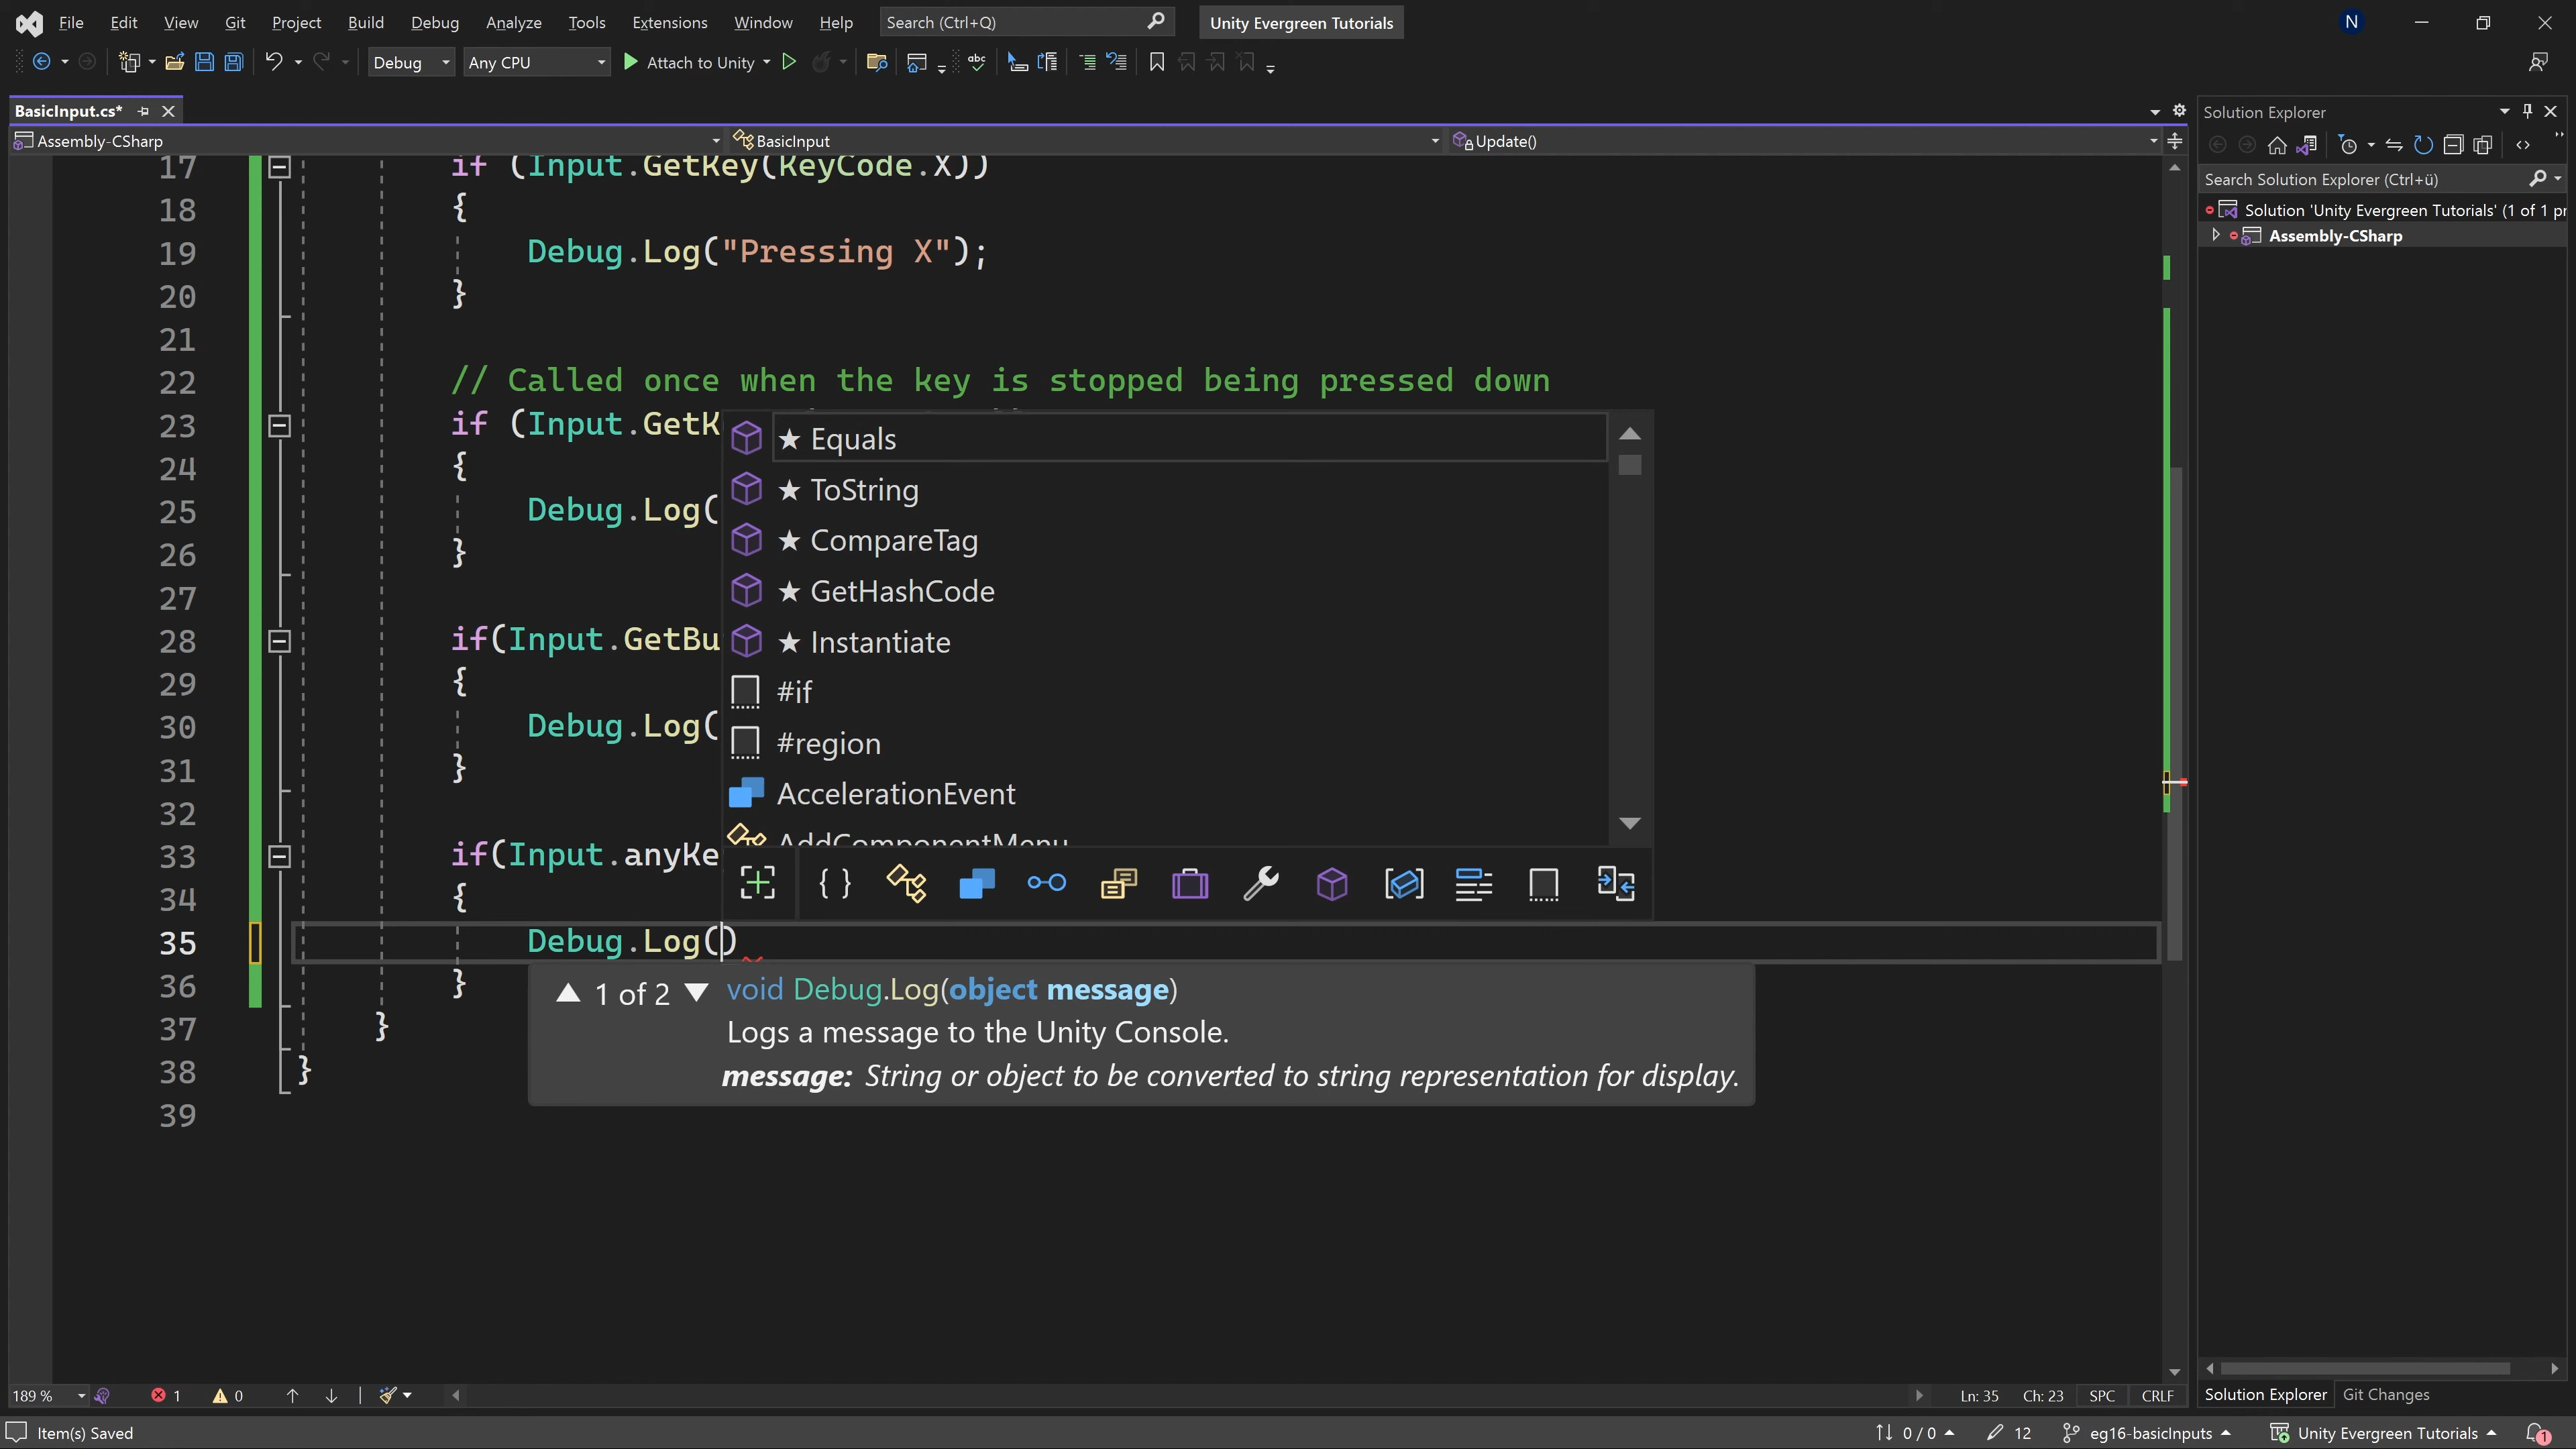 File Edit View Git Project Build Debug Analyze Tools Extensions Window Help Search (Ctrl+Q) Unity Evergreen Tutorials N
Debug Any CPU Attach to Unity abc
BasicInput.cs*
Assembly-CSharp BasicInput Update()
17 if (Input.GetKey(KeyCode.X))
18 {
19 Debug.Log("Pressing X");
20 }
21
22 // Called once when the key is stopped being pressed down
23 if (Input.GetK
24 {
25 Debug.Log(
26 }
27
28 if(Input.GetBu
29 {
30 Debug.Log(
31 }
32
33 if(Input.anyKe
34 {
35 Debug.Log()
36 }
37 }
38 }
39
★ Equals
★ ToString
★ CompareTag
★ GetHashCode
★ Instantiate
#if
#region
AccelerationEvent
AddComponentMenu
1 of 2 void Debug.Log(object message)
Logs a message to the Unity Console.
message: String or object to be converted to string representation for display.
Solution Explorer
Search Solution Explorer (Ctrl+ü)
Solution 'Unity Evergreen Tutorials' (1 of 1 pr
Assembly-CSharp
189 % 1 0 Ln: 35 Ch: 23 SPC CRLF
Solution Explorer Git Changes
Item(s) Saved 0 / 0 12 eg16-basicInputs Unity Evergreen Tutorials 1